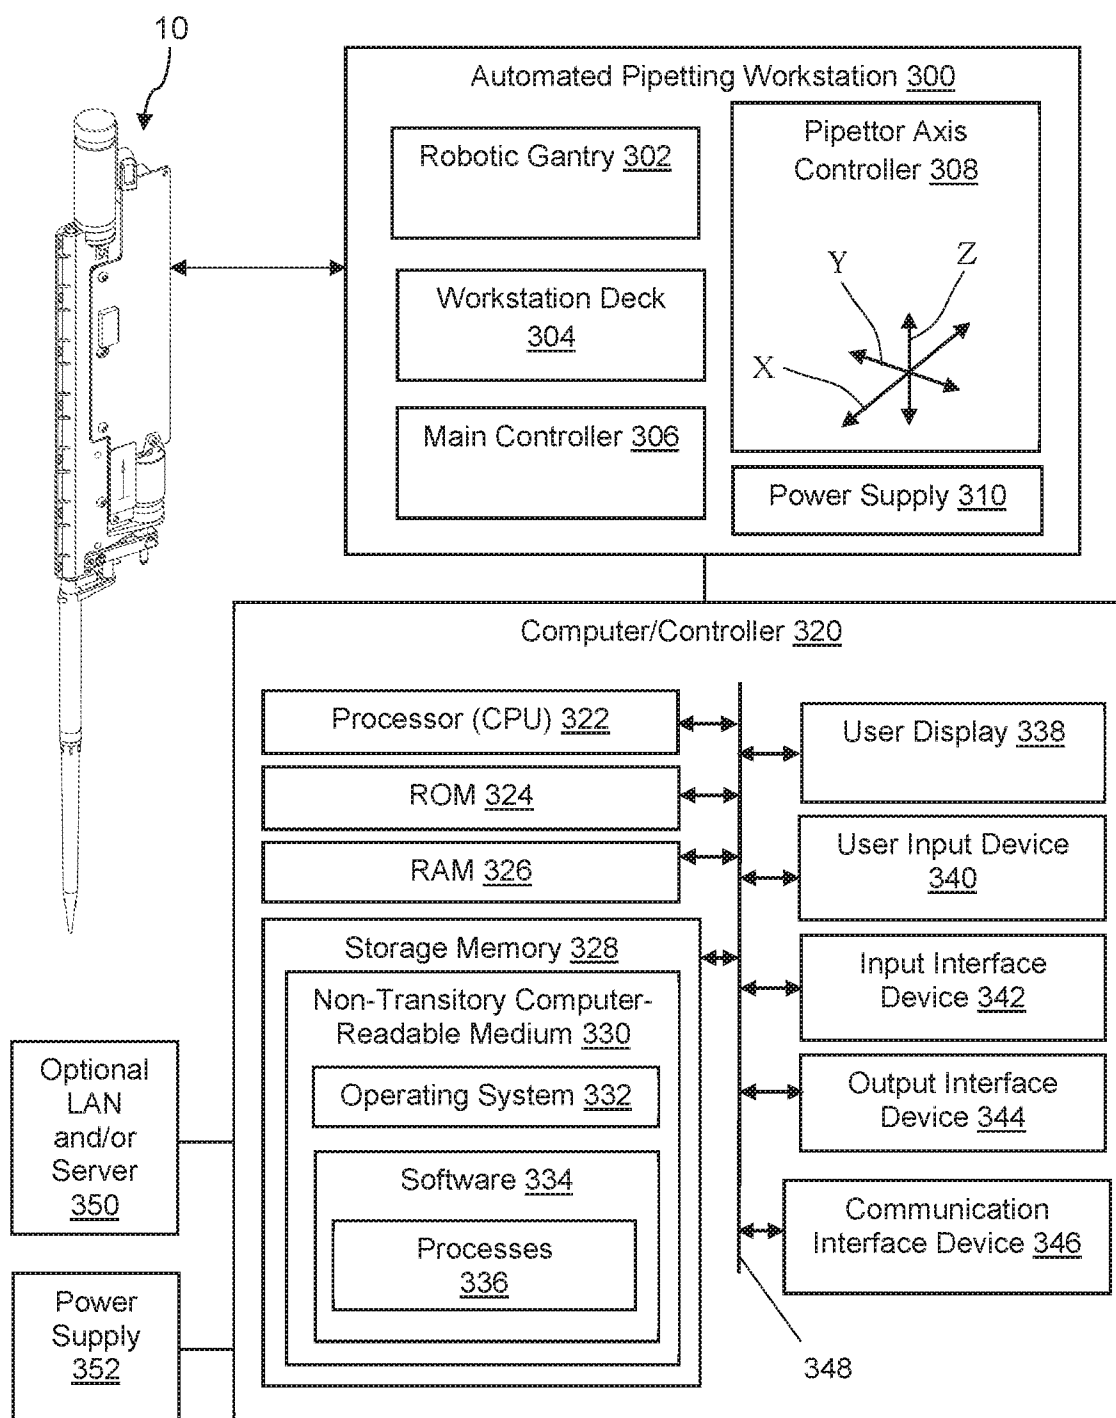 10
Automated Pipetting Workstation 300
Robotic Gantry 302
Pipettor Axis
Controller 308
Workstation Deck
304
Y
Z
X
Main Controller 306
Power Supply 310
Computer/Controller 320
Processor (CPU) 322
ROM 324
RAM 326
Storage Memory 328
Non-Transitory Computer-
Readable Medium 330
Operating System 332
Software 334
Processes
336
User Display 338
User Input Device
340
Input Interface
Device 342
Output Interface
Device 344
Communication
Interface Device 346
348
Optional
LAN
and/or
Server
350
Power
Supply
352